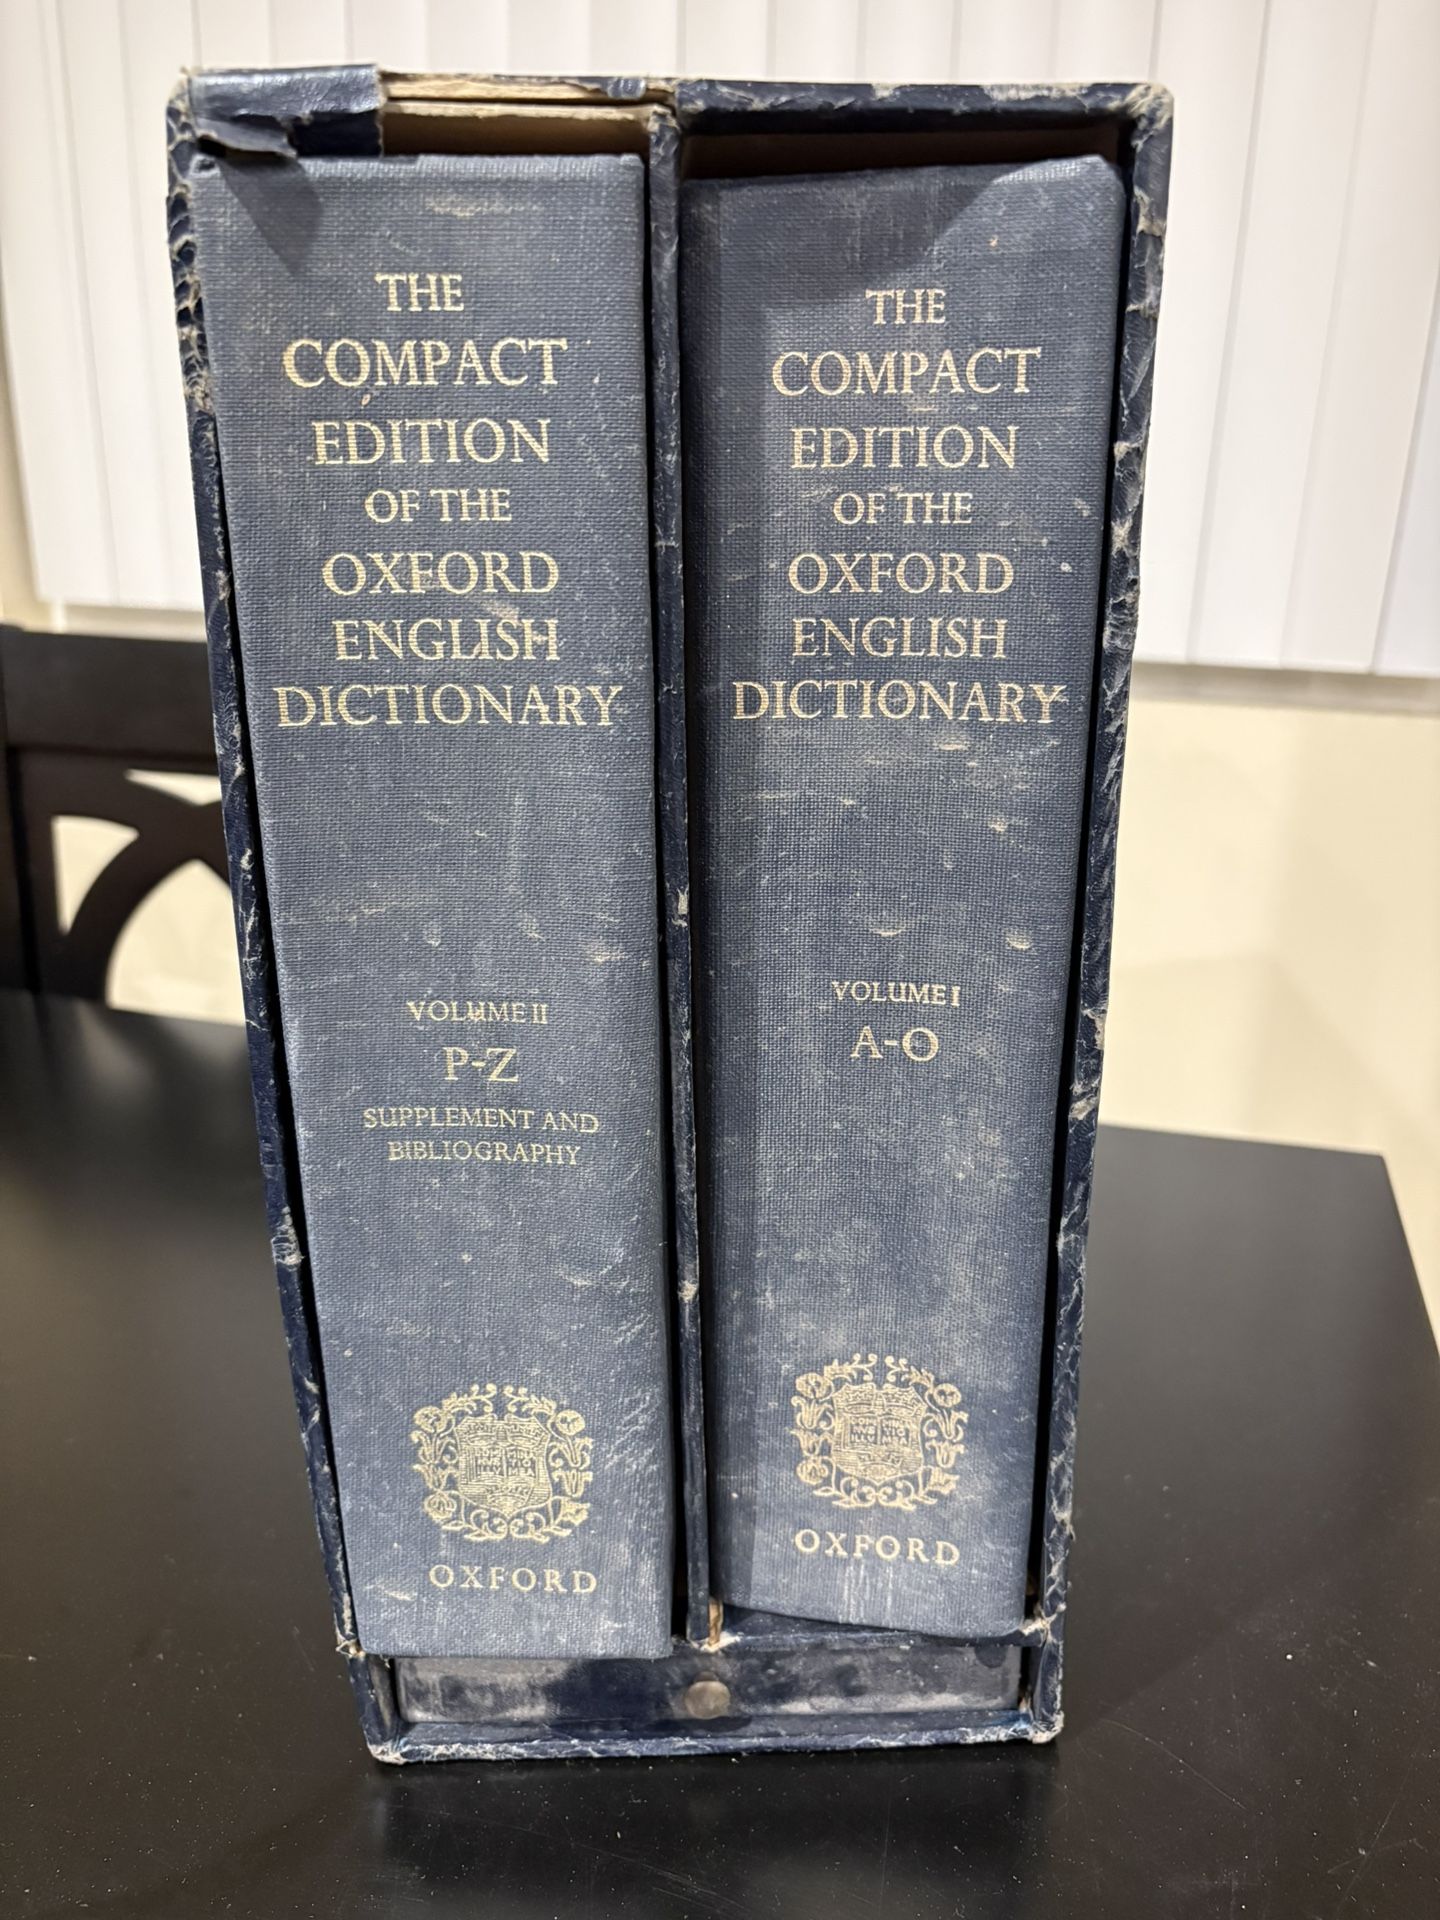 THE
COMPACT
EDITION
OF THE
OXFORD
ENGLISH
DICTIONARY
VOLUME II
P-Z
SUPPLEMENT AND
BIBLIOGRAPHY
OXFORD
THE
COMPACT
EDITION
OF THE
OXFORD
ENGLISH
DICTIONARY
VOLUME I
A-O
OXFORD